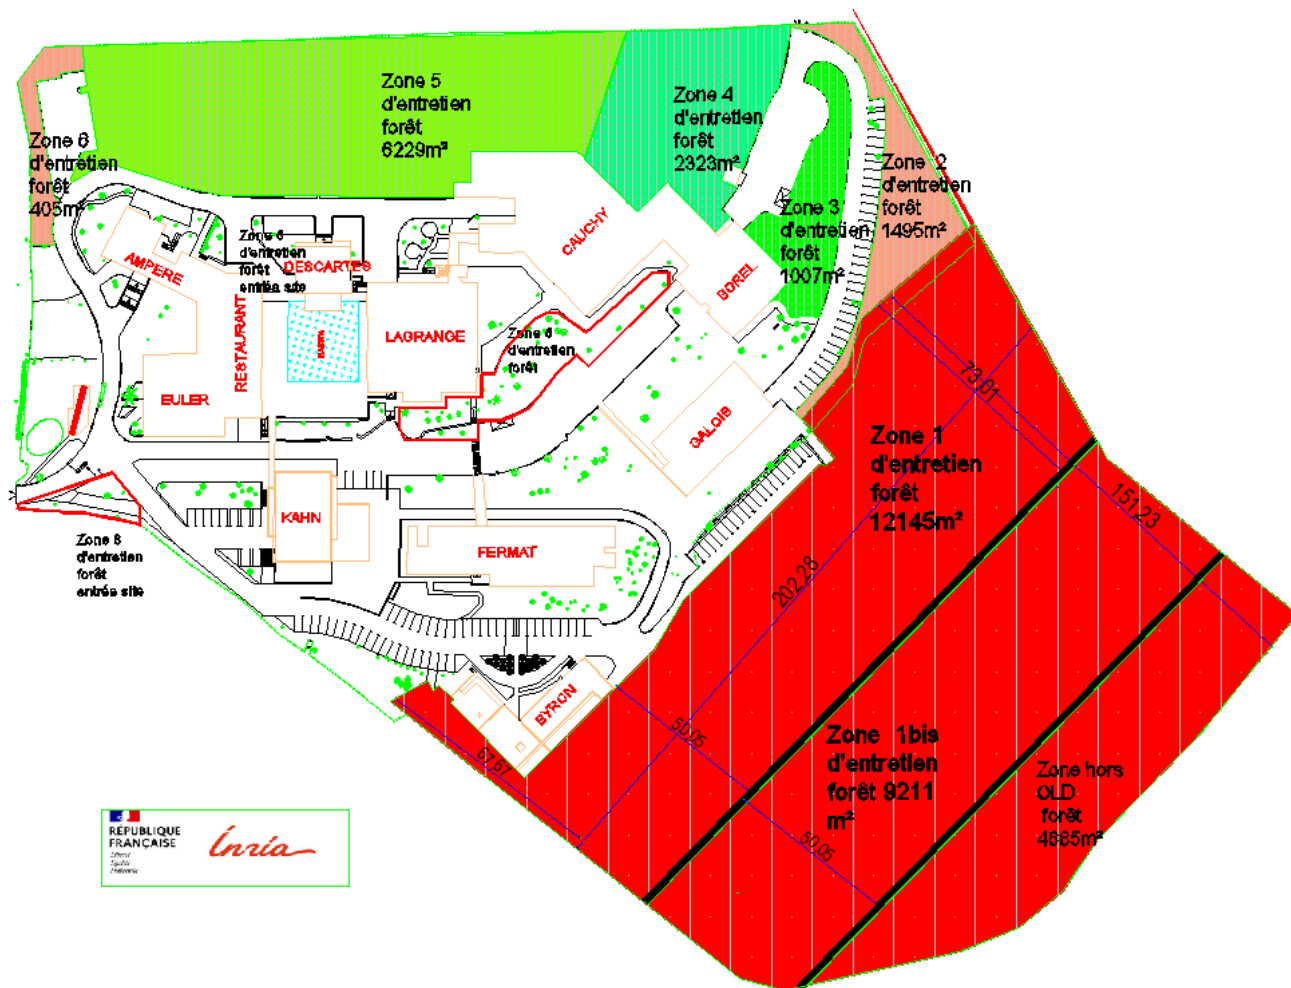 Zone 5
d'entretien
forêt
6229m²
Zone 4
d'entretien
forêt
2323m²
Zone 6
d'entretien
forêt
405m²
Zone 2
d'entretien
forêt
1495m²
Zone 3
d'entretien
forêt
1007m²
Zone 6
d'entretien
forêt
entrée site
AMPERE
DESCARTES
CAUCHY
BOREL
RESTAURANT
LAGRANGE
EULER
Zone 6
d'entretien
forêt
GALOIS
73,01
Zone 1
d'entretien
forêt
12145m²
151,23
KAHN
FERMAT
Zone 6
d'entretien
forêt
entrée site
202,28
BYRON
50,05
67,67
Zone 1bis
d'entretien
forêt 9211
m²
50,05
Zone hors
OLD
forêt
4685m²
RÉPUBLIQUE
FRANÇAISE
Liberté
Égalité
Fraternité
Inria